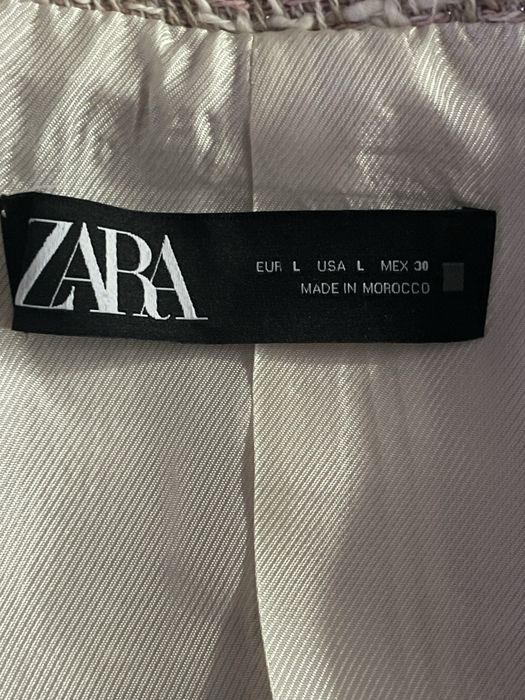 ZARA
EUR L USA L MEX 30
MADE IN MOROCCO